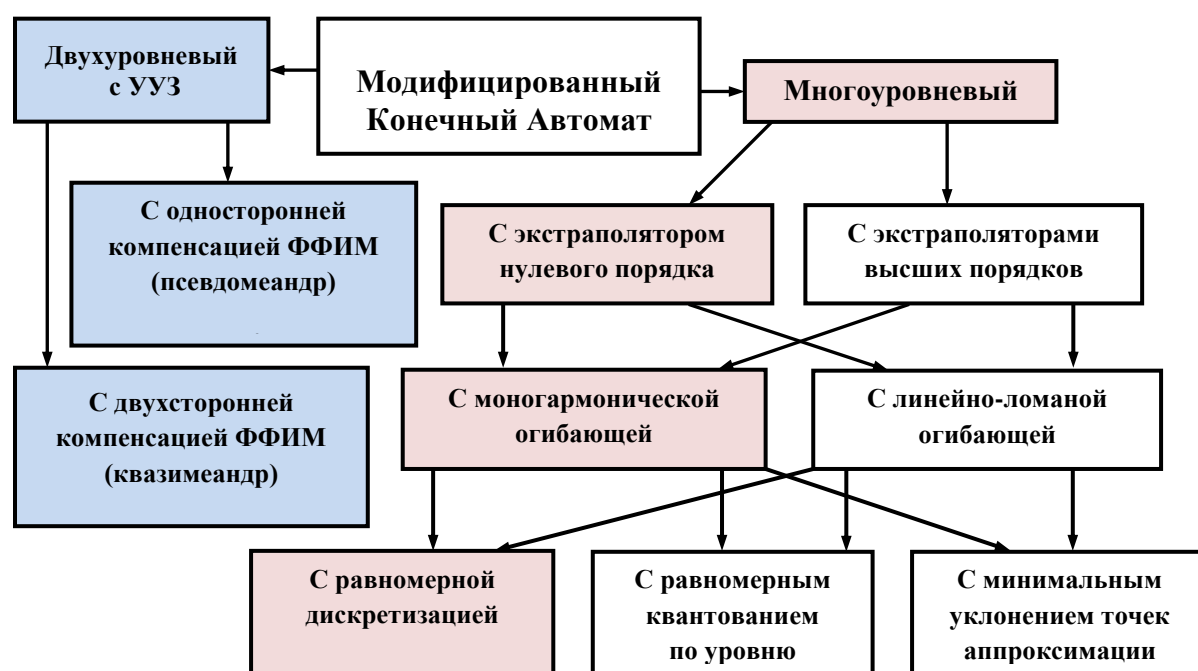 Двухуровневый
с УУЗ
Модифицированный
Конечный Автомат
Многоуровневый
С односторонней
компенсацией ФФИМ
(псевдомеандр)
С экстраполятором
нулевого порядка
С экстраполяторами
высших порядков
С двухсторонней
компенсацией ФФИМ
(квазимеандр)
С моногармонической
огибающей
С линейно-ломаной
огибающей
С равномерной
дискретизацией
С равномерным
квантованием
по уровню
С минимальным
уклонением точек
аппроксимации